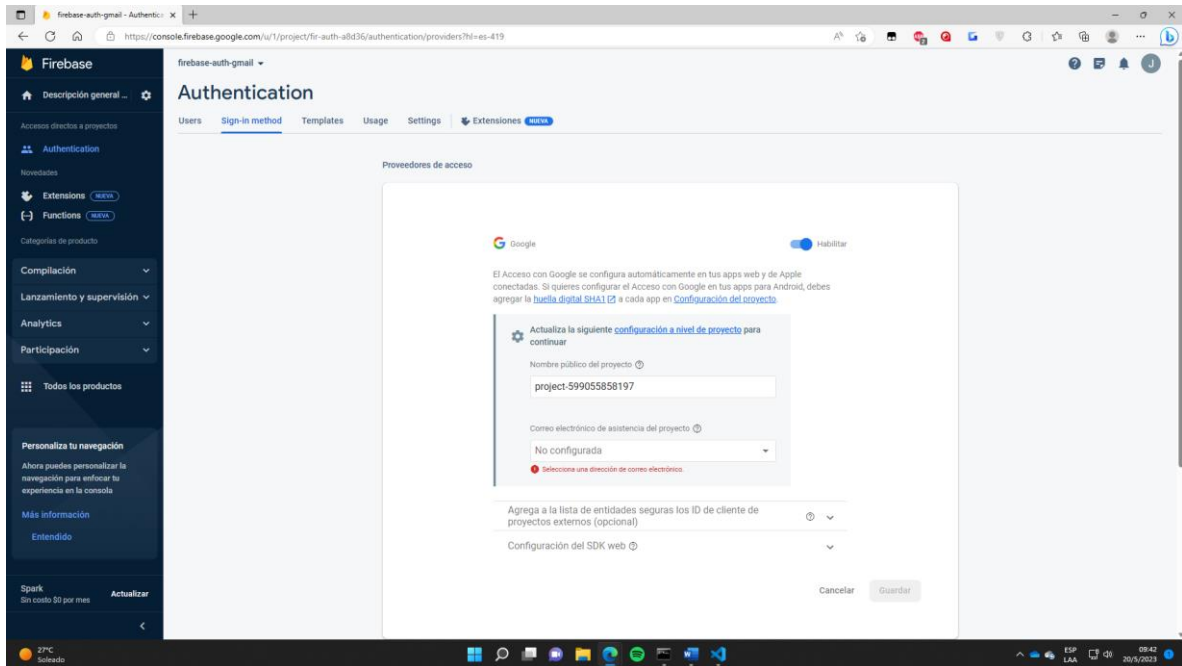 firebase-auth-gmail - Authentic
https://console.firebase.google.com/u/1/project/fir-auth-a8d36/authentication/providers?hl=es-419
Firebase
firebase-auth-gmail
J
Descripción general ...
Authentication
Users Sign-in method Templates Usage Settings Extensiones NUEVA
Accesos directos a proyectos
Authentication
Novedades
Extensions NUEVA
Functions NUEVA
Categorías de producto
Compilación
Lanzamiento y supervisión
Analytics
Participación
Todos los productos
Personaliza tu navegación
Ahora puedes personalizar la
navegación para enfocar tu
experiencia en la consola
Más información
Entendido
Spark
Sin costo $0 por mes
Actualizar
Proveedores de acceso
Google
Habilitar
El Acceso con Google se configura automáticamente en tus apps web y de Apple
conectadas. Si quieres configurar el Acceso con Google en tus apps para Android, debes
agregar la huella digital SHA1 a cada app en Configuración del proyecto.
Actualiza la siguiente configuración a nivel de proyecto para
continuar
Nombre público del proyecto
project-599055858197
Correo electrónico de asistencia del proyecto
No configurada
Selecciona una dirección de correo electrónico.
Agrega a la lista de entidades seguras los ID de cliente de
proyectos externos (opcional)
Configuración del SDK web
Cancelar
Guardar
27°C
Soleado
ESP
LAA
09:42
20/5/2023